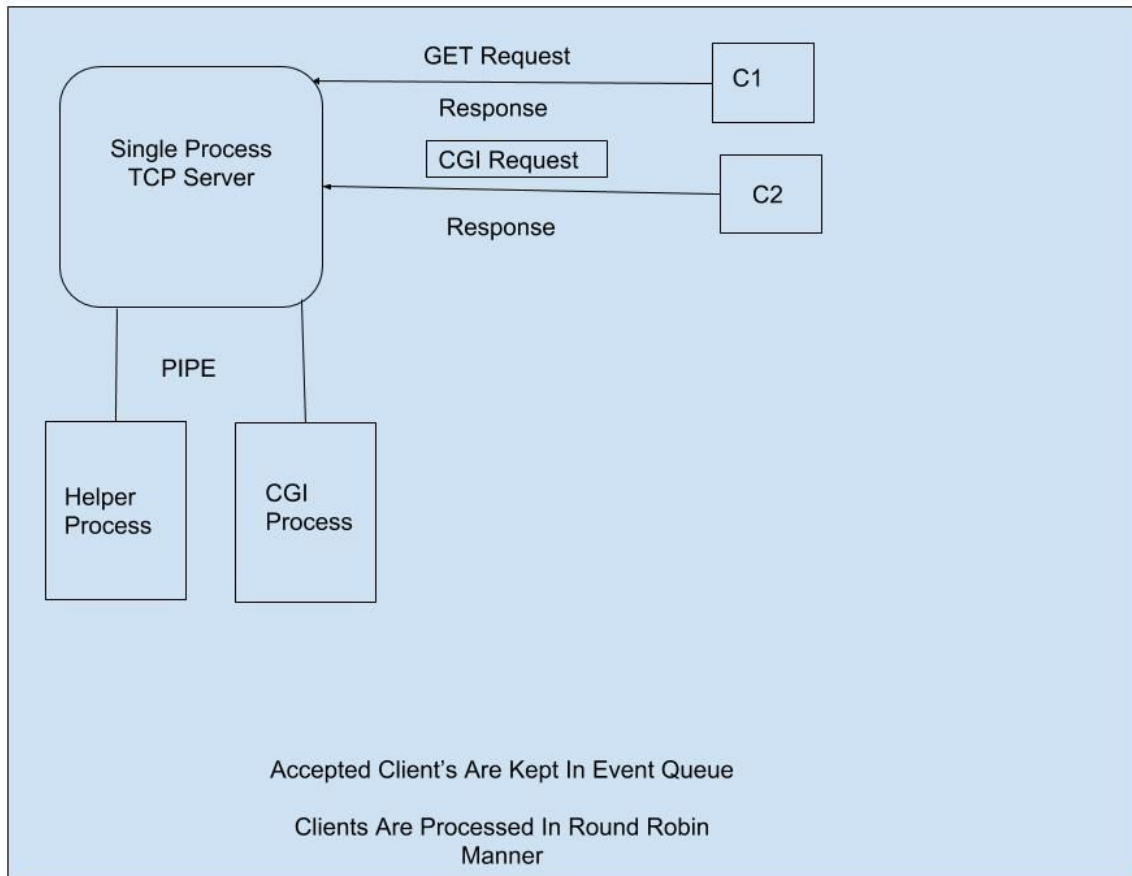 GET Request
C1
Response
Single Process
TCP Server
CGI Request
C2
Response
PIPE
Helper
Process
CGI
Process
Accepted Client's Are Kept In Event Queue
Clients Are Processed In Round Robin
Manner